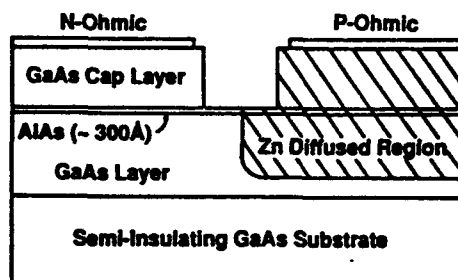 N-Ohmic
P-Ohmic
GaAs Cap Layer
AlAs (~ 300Å)
Zn Diffused Region
GaAs Layer
Semi-Insulating GaAs Substrate